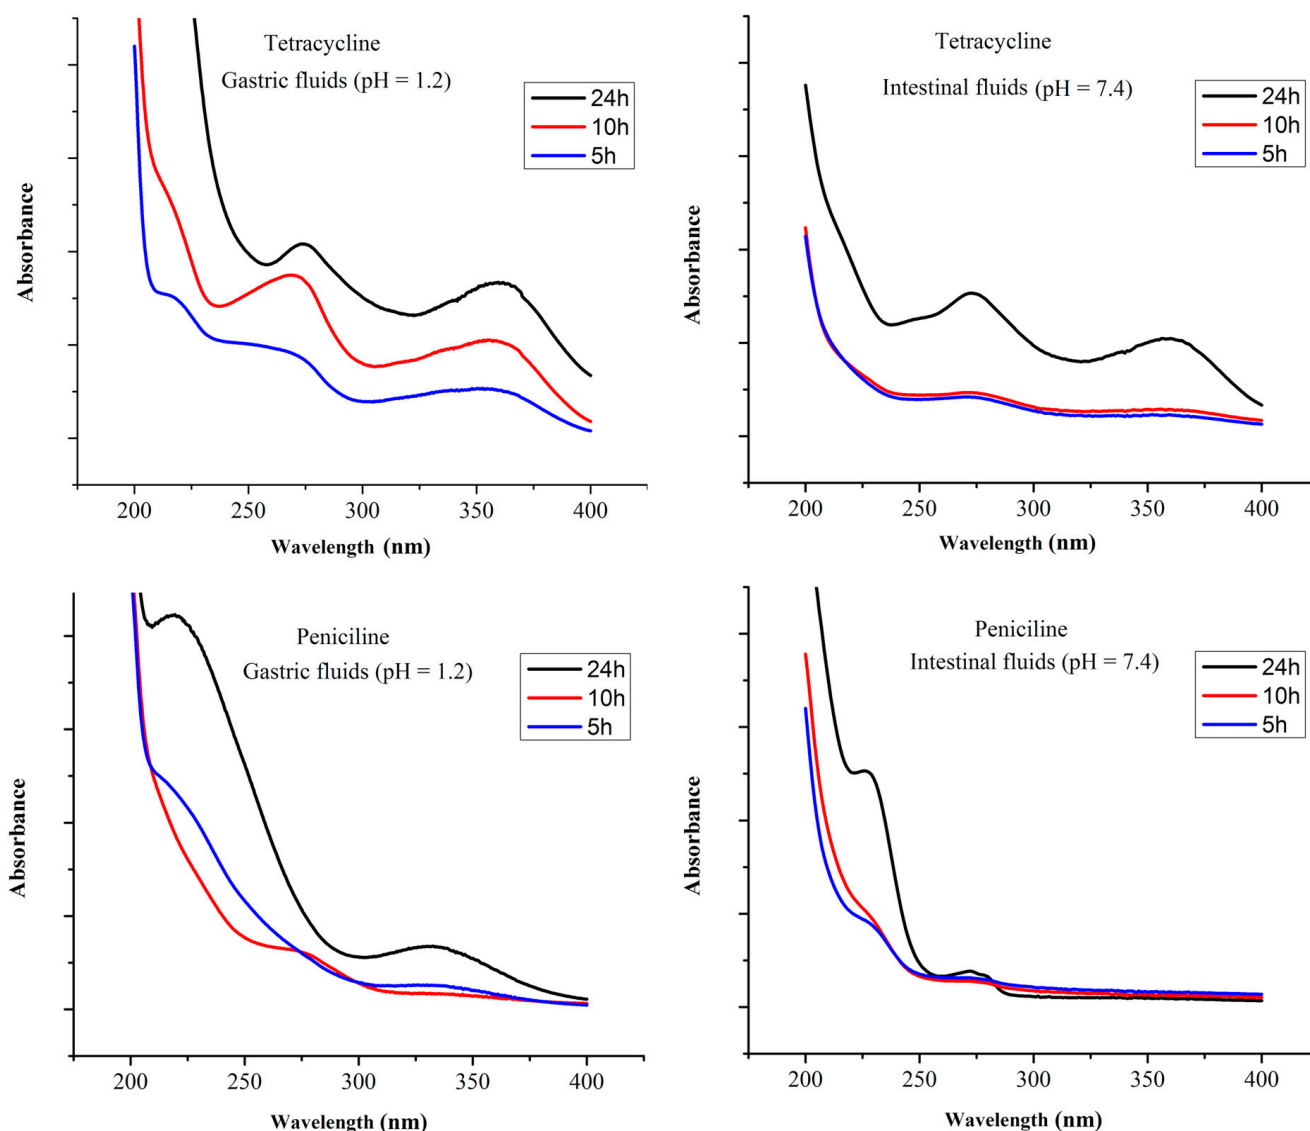 Tetracycline
Gastric fluids (pH = 1.2)
24h
10h
5h
Absorbance
200 250 300 350 400
Wavelength (nm)
Tetracycline
Intestinal fluids (pH = 7.4)
24h
10h
5h
Absorbance
200 250 300 350 400
Wavelength (nm)
Peniciline
Gastric fluids (pH = 1.2)
24h
10h
5h
Absorbance
200 250 300 350 400
Wavelength (nm)
Peniciline
Intestinal fluids (pH = 7.4)
24h
10h
5h
Absorbance
200 250 300 350 400
Wavelength (nm)